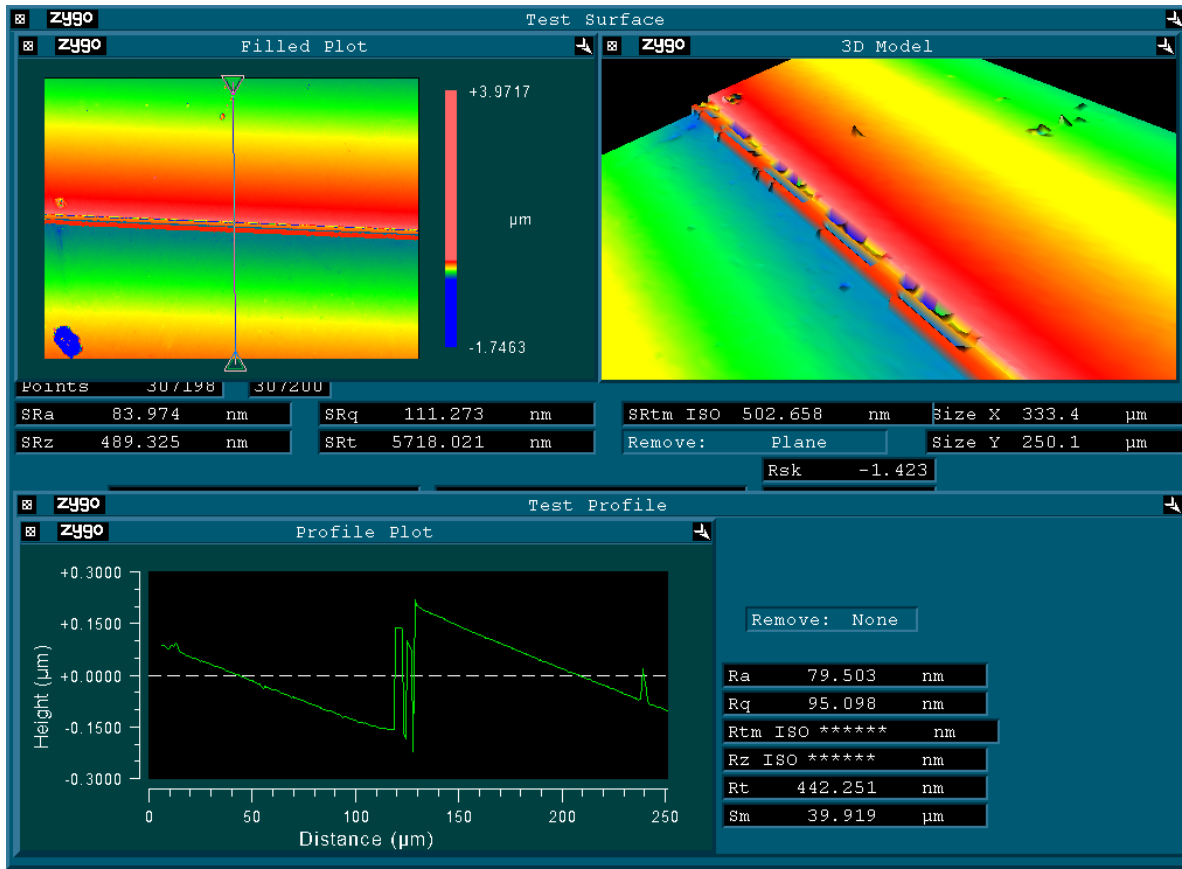 zygo Test Surface
zygo Filled Plot
+3.9717
µm
-1.7463
zygo 3D Model
Points 307198 307200
SRa 83.974 nm SRq 111.273 nm SRtm ISO 502.658 nm Size X 333.4 µm
SRz 489.325 nm SRt 5718.021 nm Remove: Plane Size Y 250.1 µm
Rsk -1.423
zygo Test Profile
zygo Profile Plot
+0.3000
+0.1500
+0.0000
-0.1500
-0.3000
Height (µm)
0 50 100 150 200 250
Distance (µm)
Remove: None
Ra 79.503 nm
Rq 95.098 nm
Rtm ISO ****** nm
Rz ISO ****** nm
Rt 442.251 nm
Sm 39.919 µm